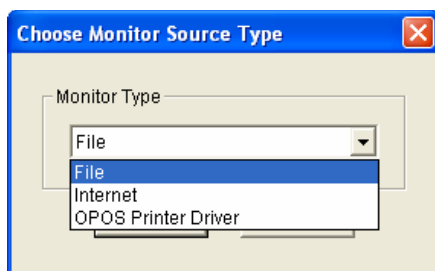 Choose Monitor Source Type
Monitor Type
File
File
Internet
OPOS Printer Driver